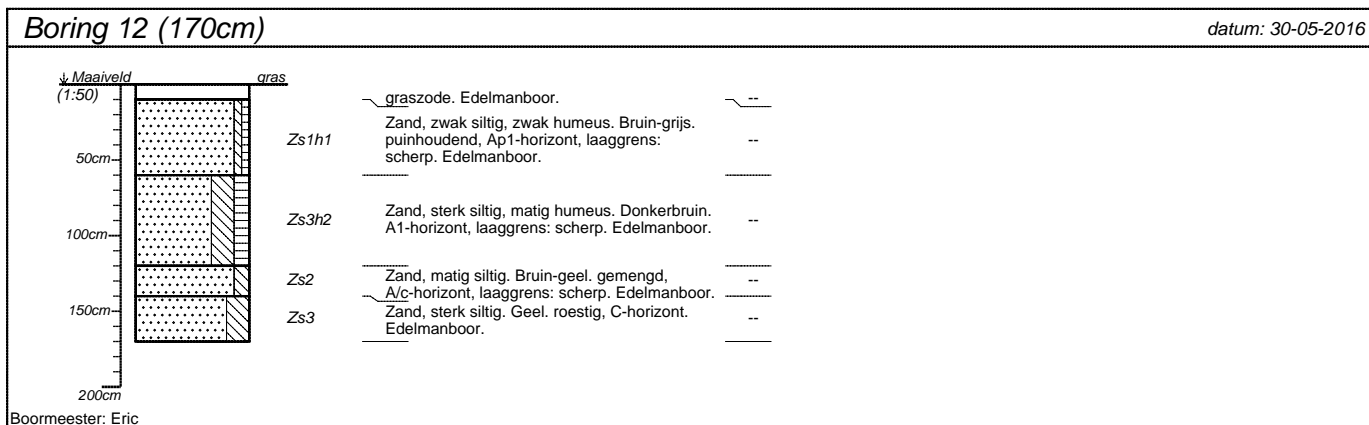 Boring 12 (170cm)
datum: 30-05-2016
Maaiveld
gras
(1:50)
graszode. Edelmanboor.
--
Zs1h1
Zand, zwak siltig, zwak humeus. Bruin-grijs.
puinhoudend, Ap1-horizont, laaggrens:
scherp. Edelmanboor.
--
50cm
Zs3h2
Zand, sterk siltig, matig humeus. Donkerbruin.
A1-horizont, laaggrens: scherp. Edelmanboor.
--
100cm
Zs2
Zand, matig siltig. Bruin-geel. gemengd,
A/c-horizont, laaggrens: scherp. Edelmanboor.
--
150cm
Zs3
Zand, sterk siltig. Geel. roestig, C-horizont.
Edelmanboor.
--
200cm
Boormeester: Eric